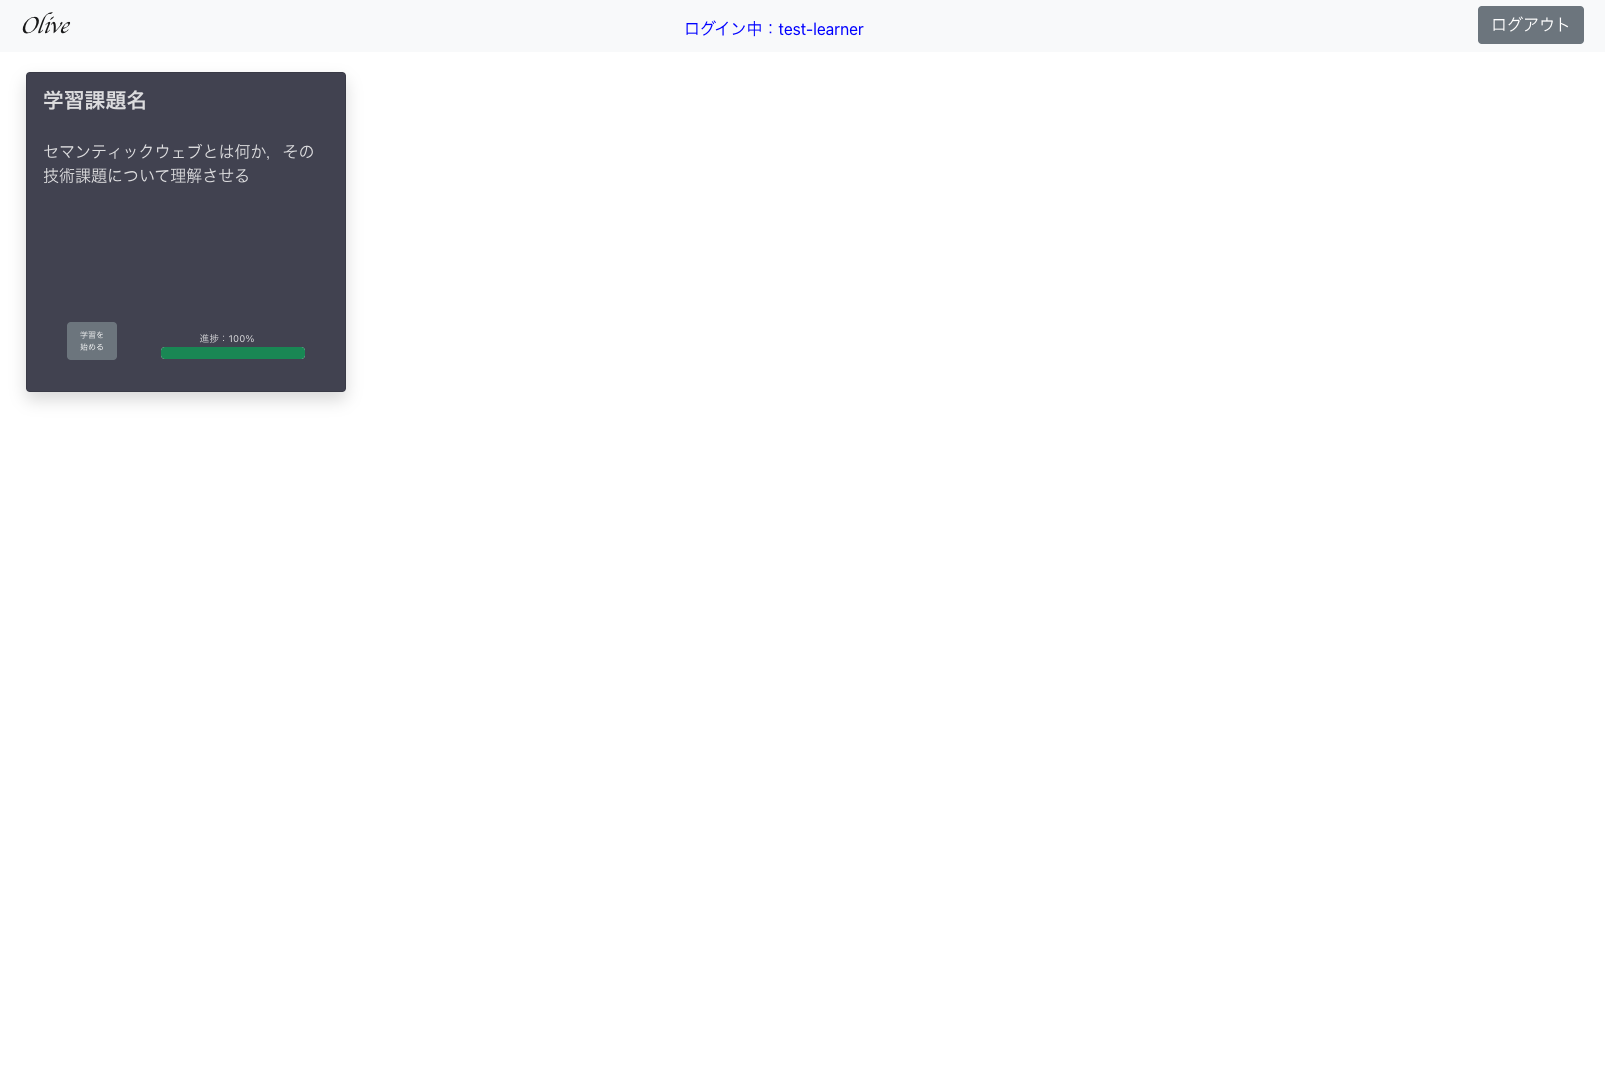 Olive
ログイン中：test-learner
ログアウト
学習課題名
セマンティックウェブとは何か，その
技術課題について理解させる
学習を
始める
進捗：100%